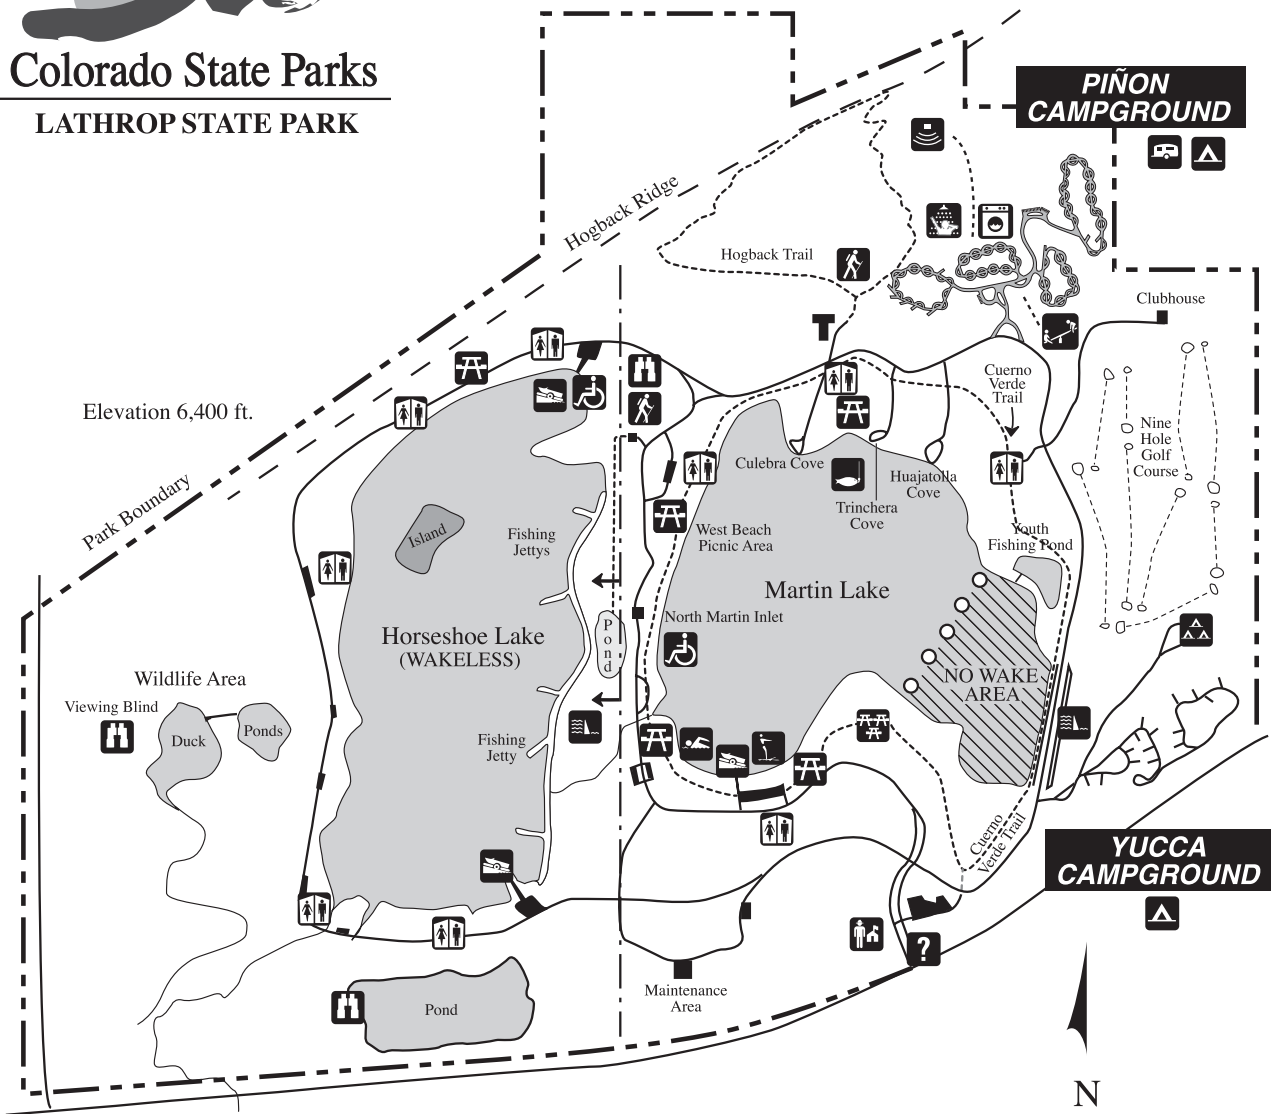 Colorado State Parks
LATHROP STATE PARK
PIÑON
CAMPGROUND
Hogback Ridge
Hogback Trail
Clubhouse
Elevation 6,400 ft.
Cuerno
Verde
Trail
Nine
Hole
Golf
Course
Park Boundary
Culebra Cove
Huajatolla
Cove
Trinchera
Cove
Island
Fishing
Jettys
West Beach
Picnic Area
Youth
Fishing Pond
Martin Lake
North Martin Inlet
Horseshoe Lake
(WAKELESS)
Pond
NO WAKE
AREA
Wildlife Area
Viewing Blind
Duck
Ponds
Fishing
Jetty
Cuerno
Verde Trail
YUCCA
CAMPGROUND
?
Maintenance
Area
Pond
N